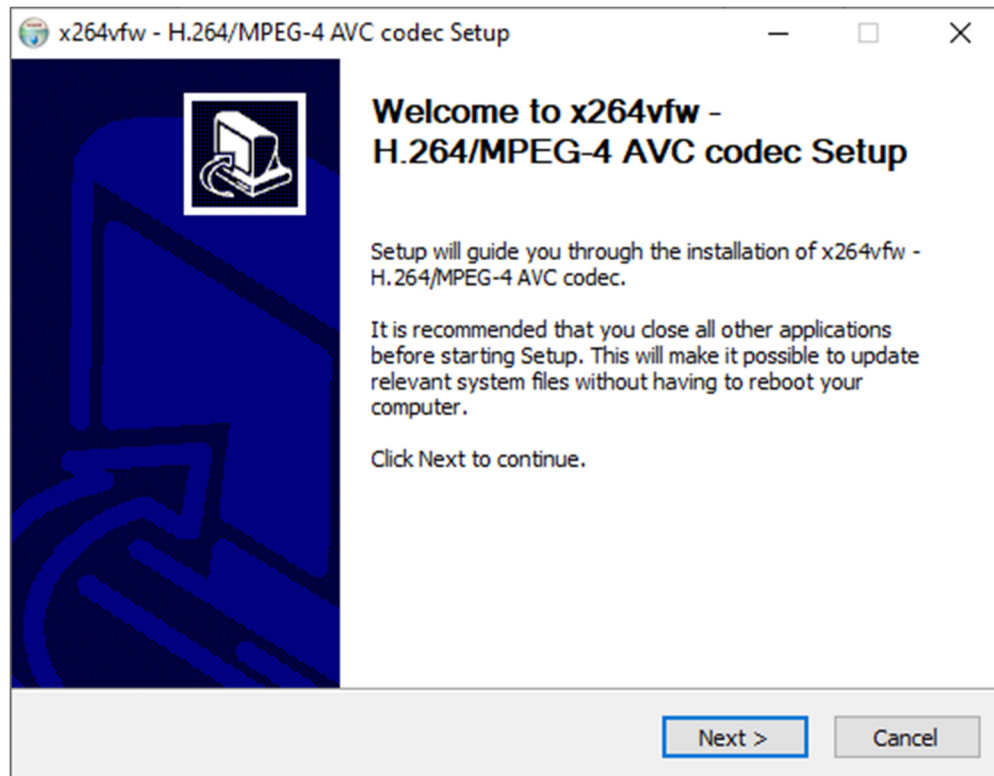 x264vfw - H.264/MPEG-4 AVC codec Setup
Welcome to x264vfw -
H.264/MPEG-4 AVC codec Setup
Setup will guide you through the installation of x264vfw -
H.264/MPEG-4 AVC codec.
It is recommended that you close all other applications
before starting Setup. This will make it possible to update
relevant system files without having to reboot your
computer.
Click Next to continue.
Next >
Cancel